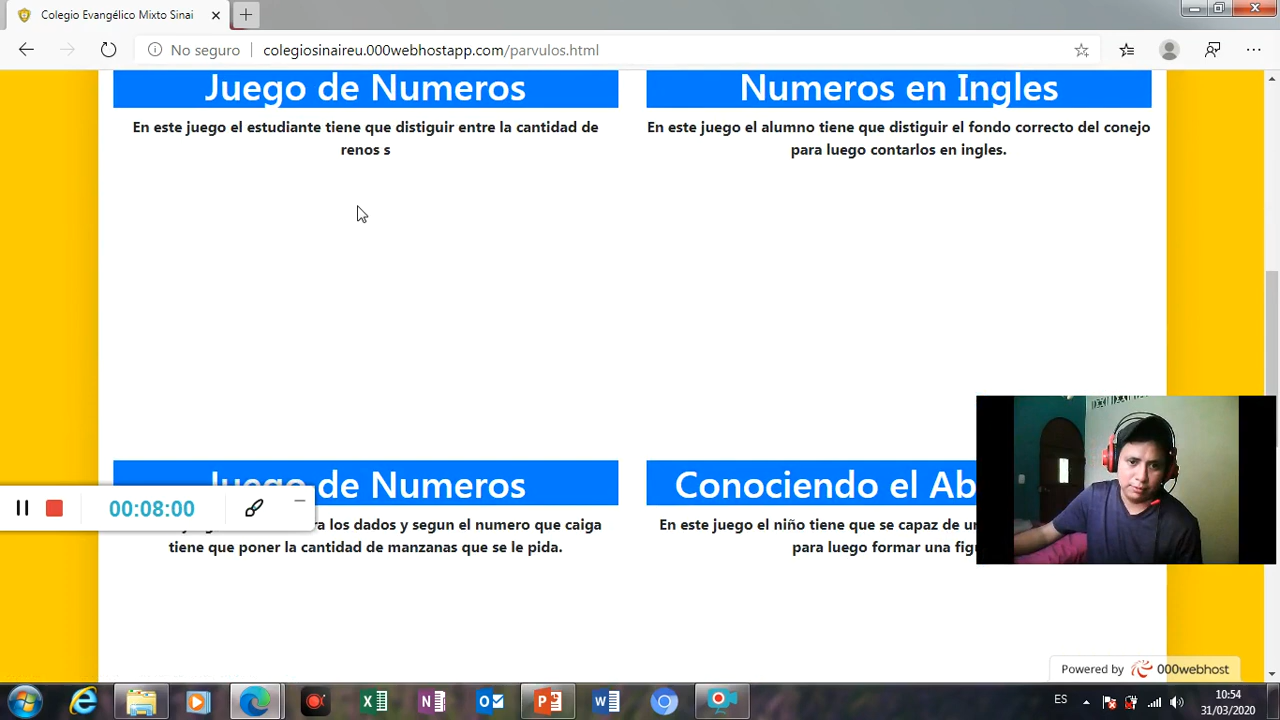 Colegio Evangélico Mixto Sinai
No seguro
colegiosinaireu.000webhostapp.com/parvulos.html
Juego de Numeros
En este juego el estudiante tiene que distiguir entre la cantidad de
renos s
Numeros en Ingles
En este juego el alumno tiene que distiguir el fondo correcto del conejo
para luego contarlos en ingles.
Juego de Numeros
los dados y segun el numero que caiga
tiene que poner la cantidad de manzanas que se le pida.
Conociendo el Ab
En este juego el niño tiene que se capaz de
para luego formar una
00:08:00
Powered by 000webhost
ES
10:54
31/03/2020